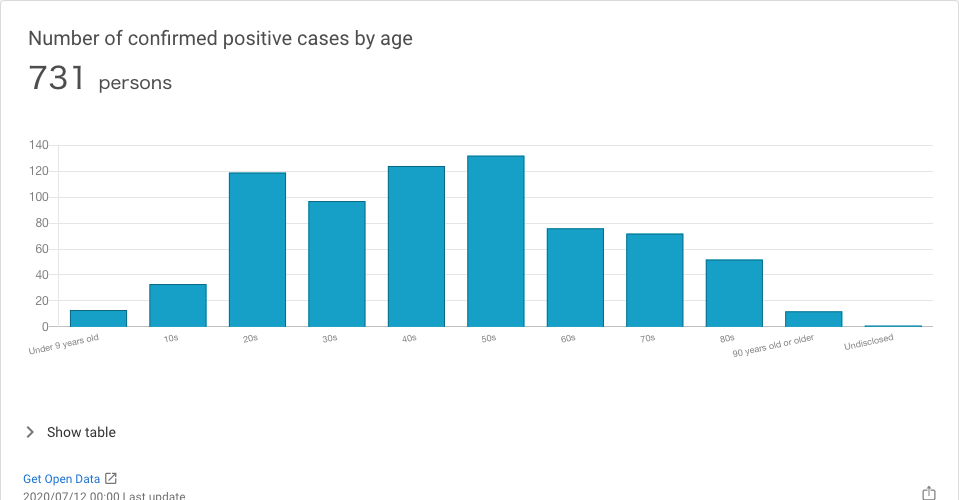 Number of confirmed positive cases by age
731 persons
140
120
100
80
60
40
20
0
Under 9 years old
10s
20s
30s
40s
50s
60s
70s
80s
90 years old or older
Undisclosed
Show table
Get Open Data
2020/07/12 00:00 Last update